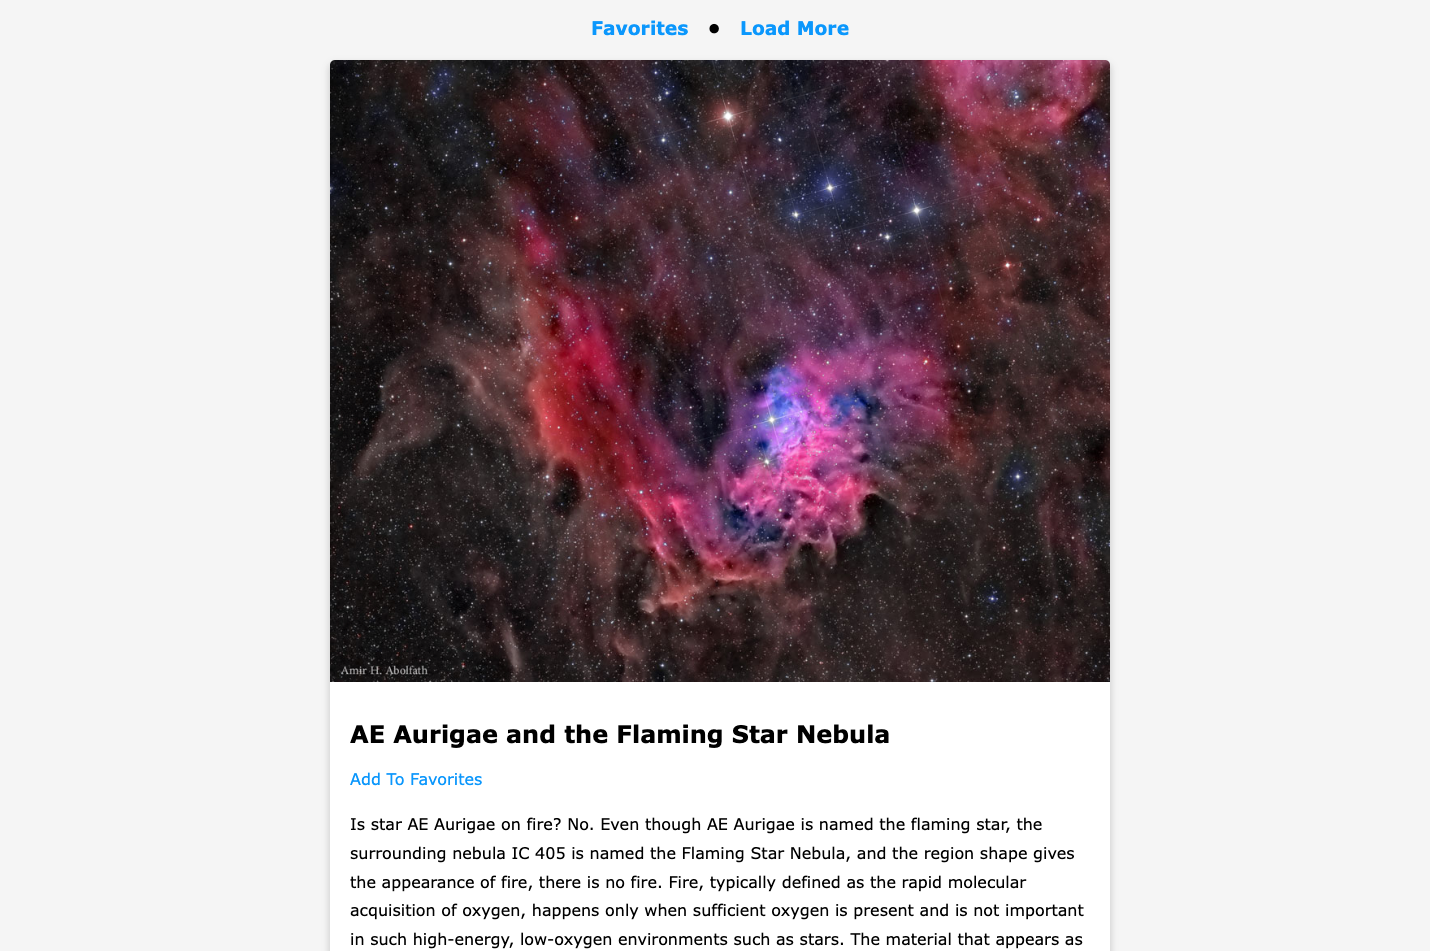 Favorites ● Load More
Amir H. Abolfath
AE Aurigae and the Flaming Star Nebula
Add To Favorites
Is star AE Aurigae on fire? No. Even though AE Aurigae is named the flaming star, the
surrounding nebula IC 405 is named the Flaming Star Nebula, and the region shape gives
the appearance of fire, there is no fire. Fire, typically defined as the rapid molecular
acquisition of oxygen, happens only when sufficient oxygen is present and is not important
in such high-energy, low-oxygen environments such as stars. The material that appears as